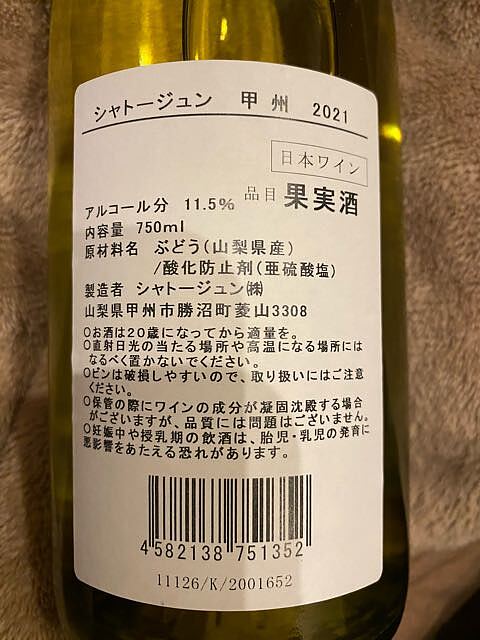 シャトージュン 甲州 2021
日本ワイン
アルコール分 11.5% 品目 果実酒
内容量 750ml
原材料名 ぶどう(山梨県産)
/酸化防止剤(亜硫酸塩)
製造者 シャトージュン㈱
山梨県甲州市勝沼町菱山3308
○お酒は20歳になってから適量を。
○直射日光の当たる場所や高温になる場所には
なるべく置かないでください。
○ビンは破損しやすいので、取り扱いにはご注意
ください。
○保管の際にワインの成分が凝固沈殿する場合
がございますが、品質には問題はございません。
○妊娠中や授乳期の飲酒は、胎児・乳児の発育に
悪影響をあたえる恐れがあります。
4582138 751352
11126/K/2001652